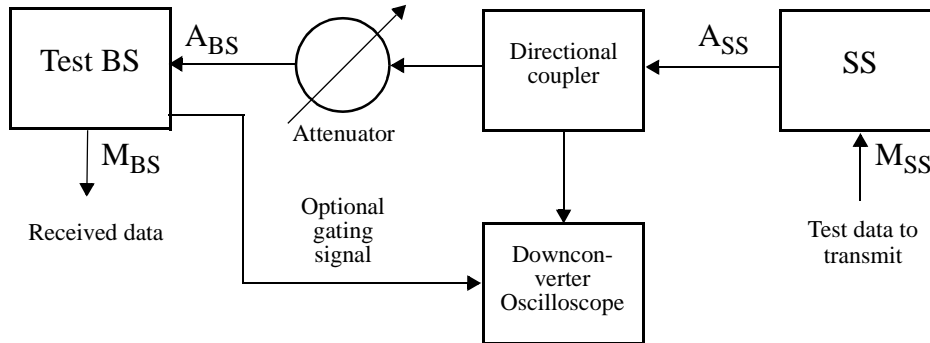 Test BS
A_BS
Attenuator
Directional
coupler
A_SS
SS
M_BS
M_SS
Received data
Optional
gating
signal
Downcon-
verter
Oscilloscope
Test data to
transmit